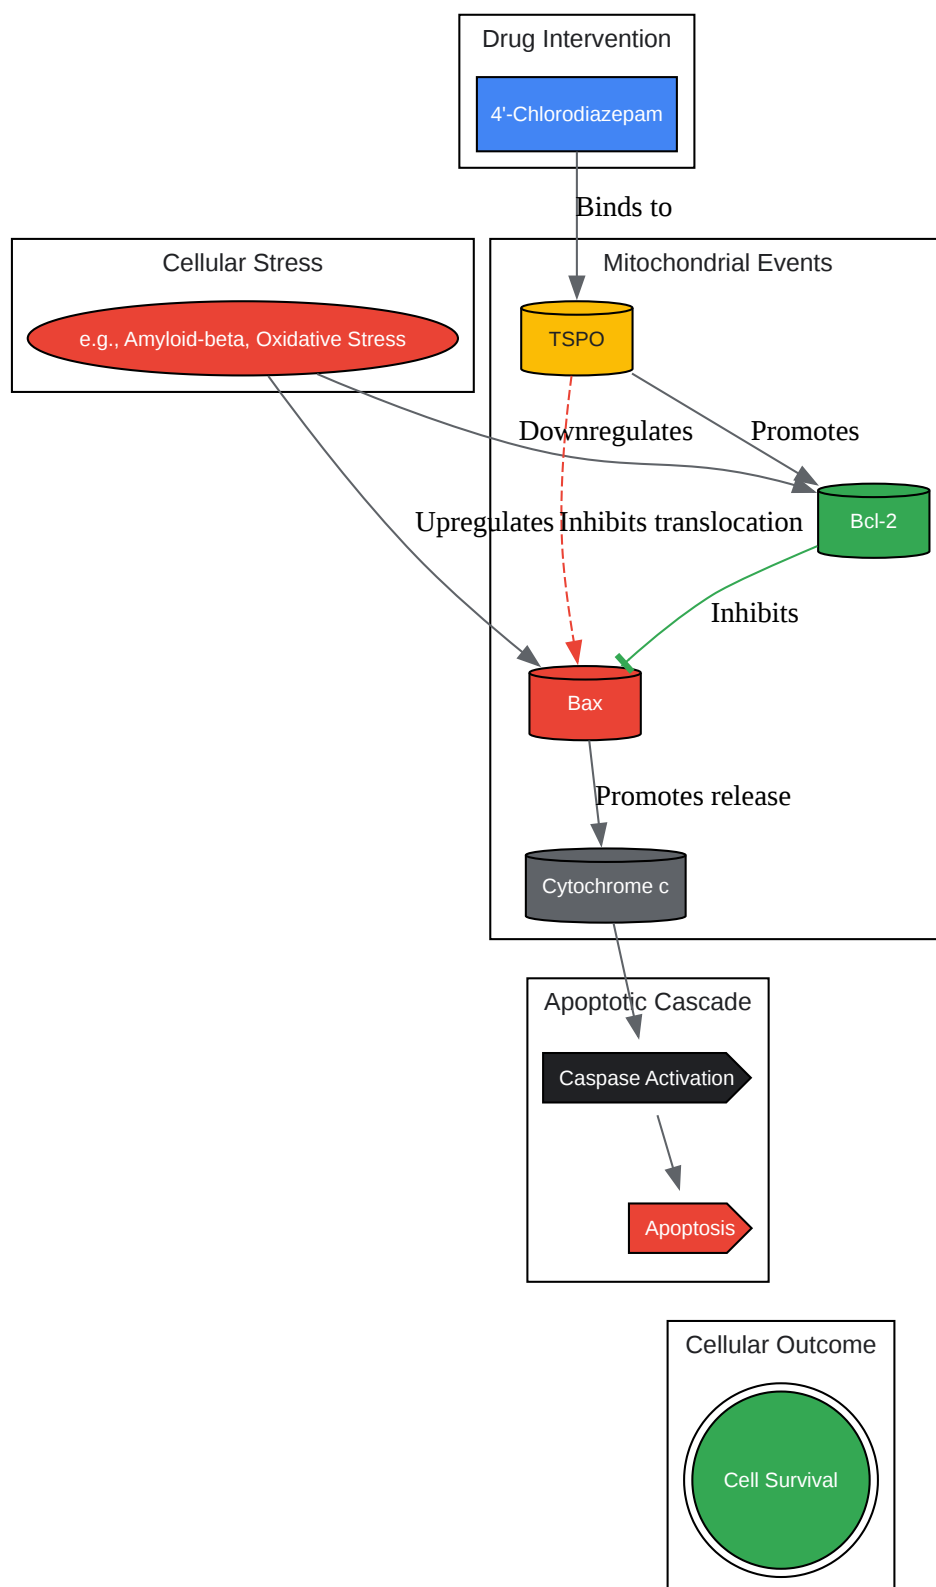 Drug Intervention
4'-Chlorodiazepam
Binds to
Cellular Stress
Mitochondrial Events
e.g., Amyloid-beta, Oxidative Stress
TSPO
Downregulates
Promotes
Upregulates
Inhibits translocation
Bcl-2
Inhibits
Bax
Promotes release
Cytochrome c
Apoptotic Cascade
Caspase Activation
Apoptosis
Cellular Outcome
Cell Survival